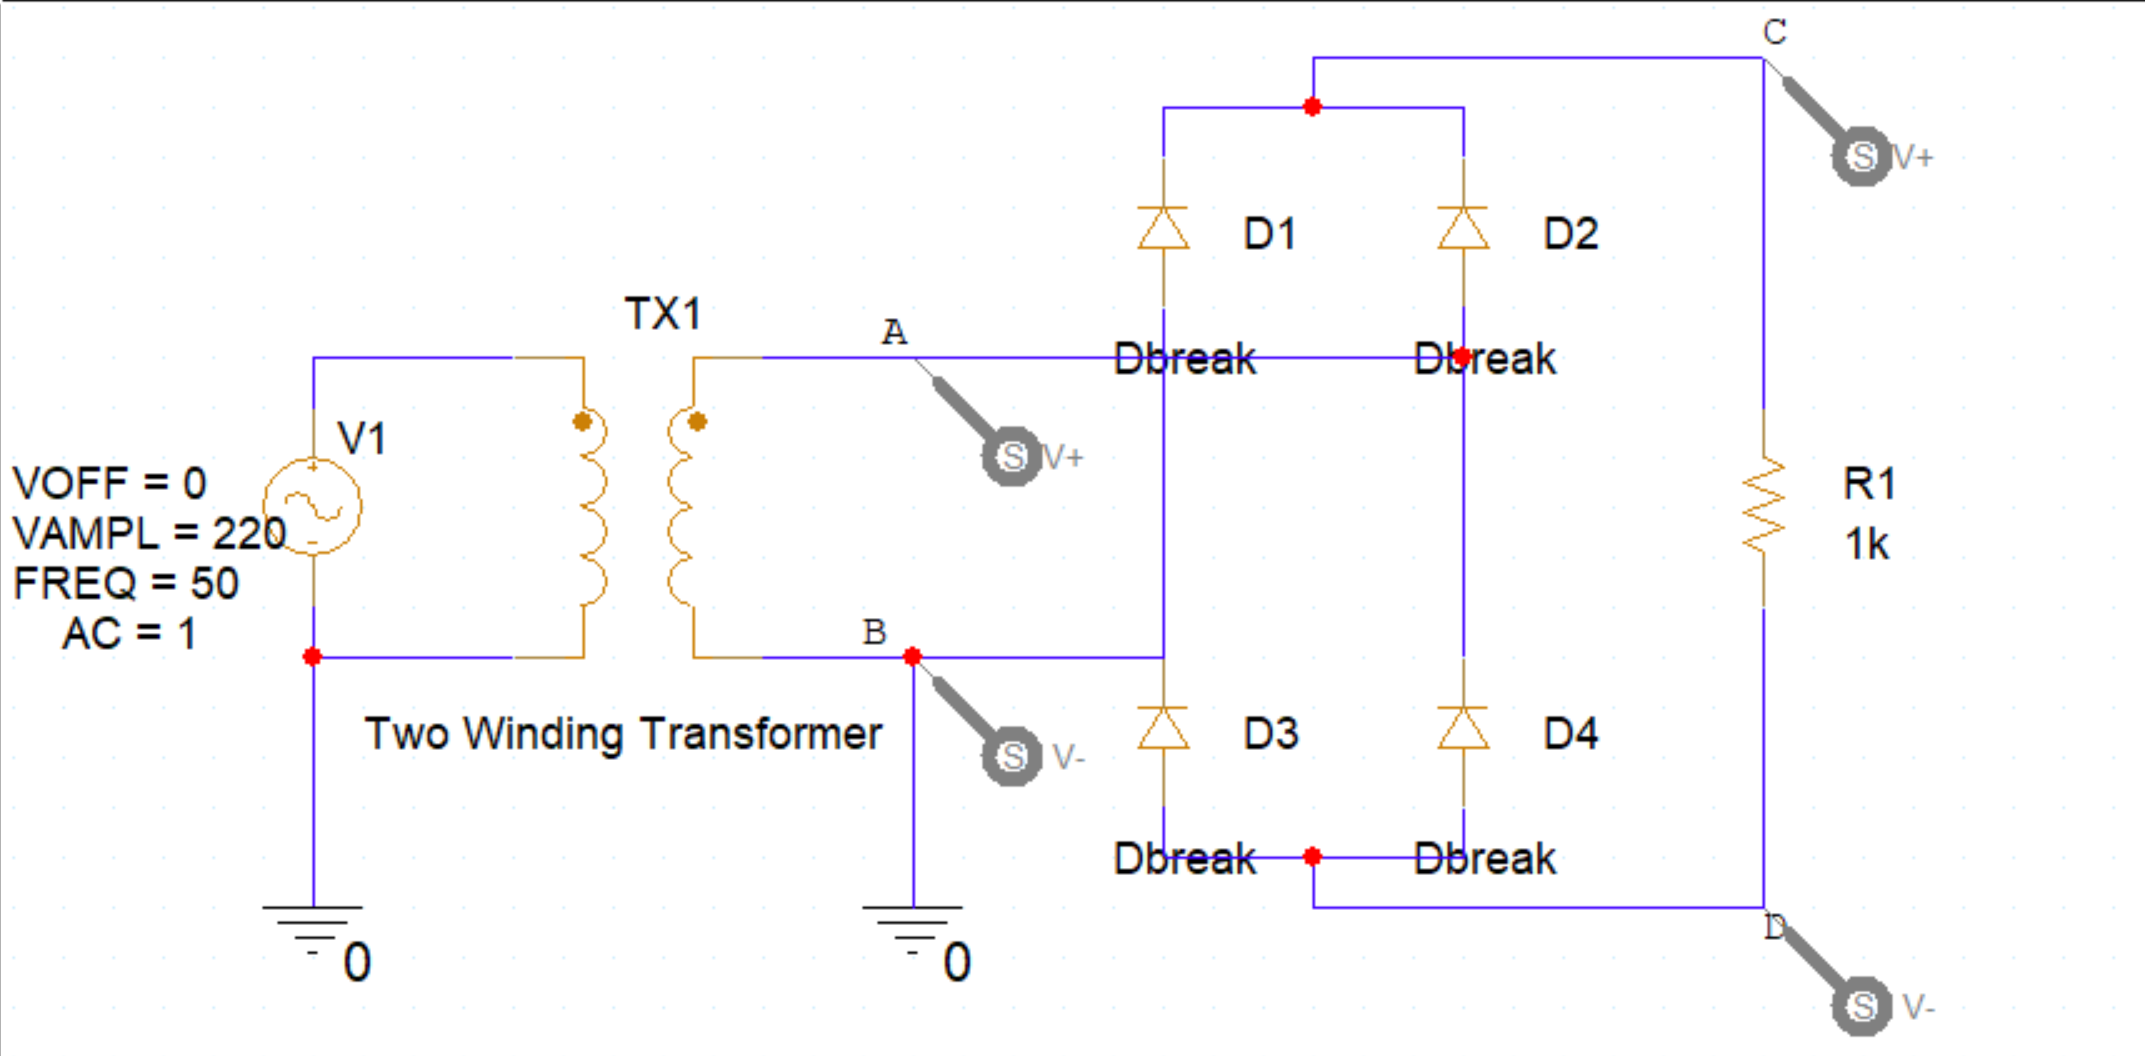 C
V+
D1
D2
TX1
A
Dbreak
Dbreak
V1
V+
VOFF = 0
VAMPL = 220
FREQ = 50
AC = 1
R1
1k
B
Two Winding Transformer
V-
D3
D4
Dbreak
Dbreak
D
0
0
V-
S
S
S
S